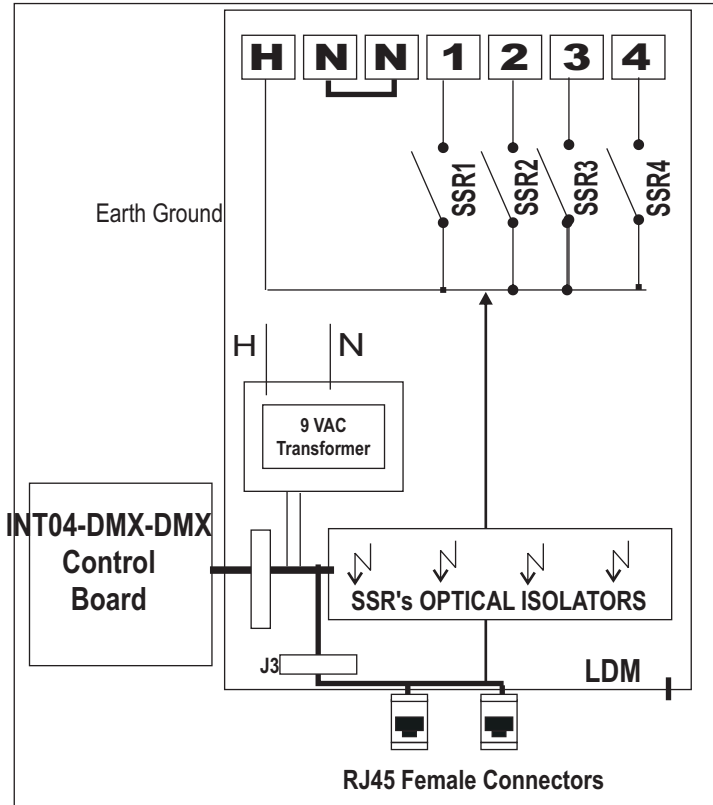 H N N 1 2 3 4
SSR1 SSR2 SSR3 SSR4
Earth Ground
H N
9 VAC
Transformer
INT04-DMX-DMX
Control
Board
SSR's OPTICAL ISOLATORS
J3
LDM
RJ45 Female Connectors